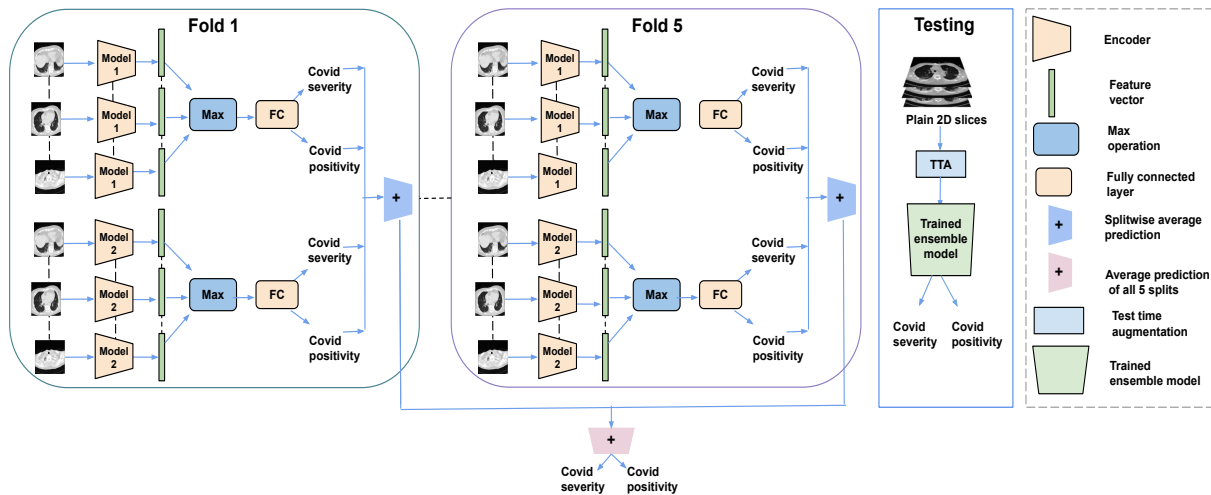 Fold 1
Model
1
Model
1
Model
1
Max
FC
Covid
severity
Covid
positivity
Model
2
Model
2
Model
2
Max
FC
Covid
severity
Covid
positivity
+
Fold 5
Model
1
Model
1
Model
1
Max
FC
Covid
severity
Covid
positivity
Model
2
Model
2
Model
2
Max
FC
Covid
severity
Covid
positivity
+
+
Covid
severity
Covid
positivity
Testing
Plain 2D slices
TTA
Trained
ensemble
model
Covid
severity
Covid
positivity
Encoder
Feature
vector
Max
operation
Fully connected
layer
+
Splitwise average
prediction
+
Average prediction
of all 5 splits
Test time
augmentation
Trained
ensemble model